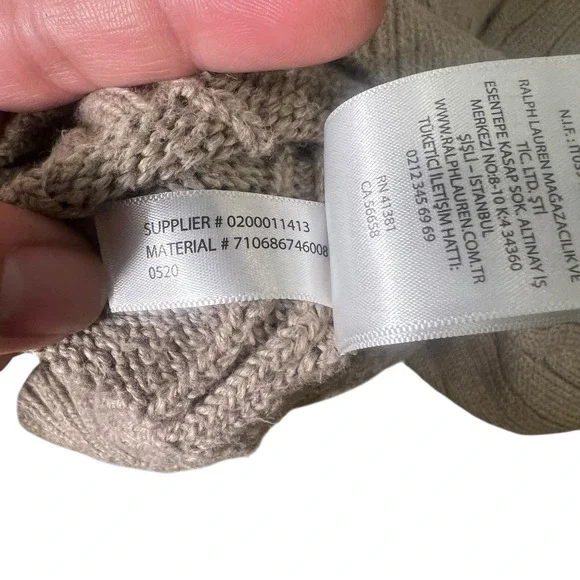 SUPPLIER # 0200011413
MATERIAL # 710686746008
0520
RN 41381
CA 56658
N.I.F.:
RALPH LAUREN MAĞAZACILIK VE
TİC. LTD. ŞTİ
ESENTEPE KASAP SOK. ALTINAY İŞ
MERKEZİ NO:8-10 K:4 34360
ŞİŞLİ – İSTANBUL
WWW.RALPHLAUREN.COM.TR
TÜKETİCİ İLETİŞİM HATTI:
0212 345 69 69